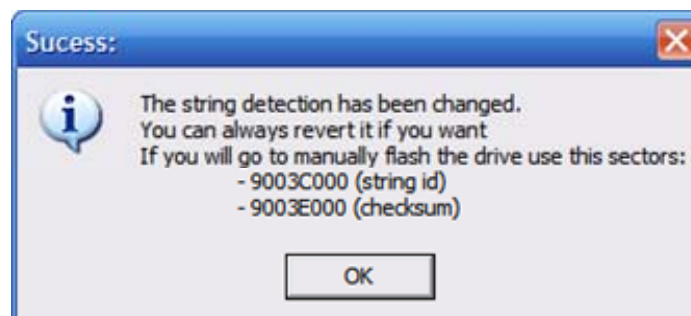 Sucess:
The string detection has been changed.
You can always revert it if you want
If you will go to manually flash the drive use this sectors:
- 9003C000 (string id)
- 9003E000 (checksum)
OK